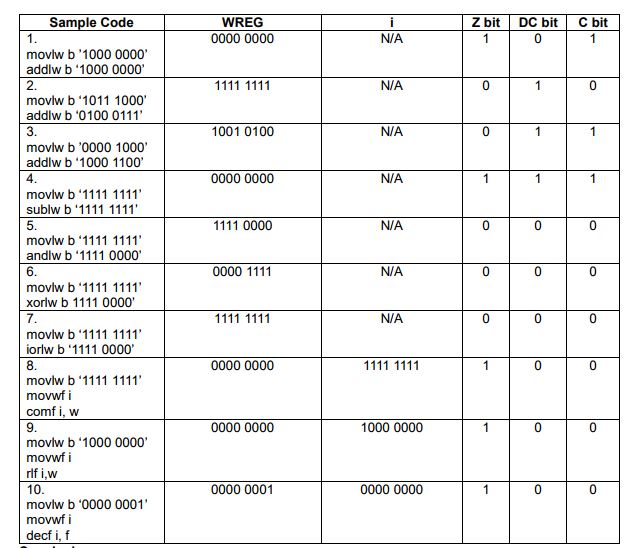 Sample Code WREG i Z bit DC bit C bit
1. 0000 0000 N/A 1 0 1
movlw b ’1000 0000’
addlw b ‘1000 0000’
2. 1111 1111 N/A 0 1 0
movlw b ‘1011 1000’
addlw b ‘0100 0111’
3. 1001 0100 N/A 0 1 1
movlw b ’0000 1000’
addlw b ‘1000 1100’
4. 0000 0000 N/A 1 1 1
movlw b ‘1111 1111’
sublw b ‘1111 1111’
5. 1111 0000 N/A 0 0 0
movlw b ‘1111 1111’
andlw b ‘1111 0000’
6. 0000 1111 N/A 0 0 0
movlw b ‘1111 1111’
xorlw b 1111 0000’
7. 1111 1111 N/A 0 0 0
movlw b ‘1111 1111’
iorlw b ‘1111 0000’
8. 0000 0000 1111 1111 1 0 0
movlw b ‘1111 1111’
movwf i
comf i, w
9. 0000 0000 1000 0000 1 0 0
movlw b ‘1000 0000’
movwf i
rlf i,w
10. 0000 0001 0000 0000 1 0 0
movlw b ‘0000 0001’
movwf i
decf i, f